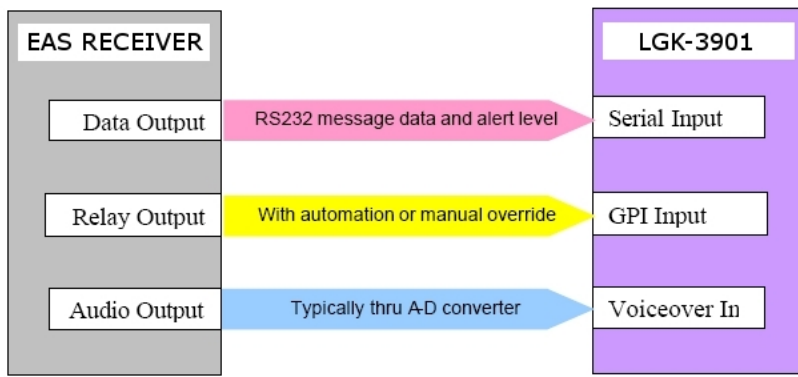 EAS RECEIVER
LGK-3901
Data Output
RS232 message data and alert level
Serial Input
Relay Output
With automation or manual override
GPI Input
Audio Output
Typically thru A-D converter
Voiceover In